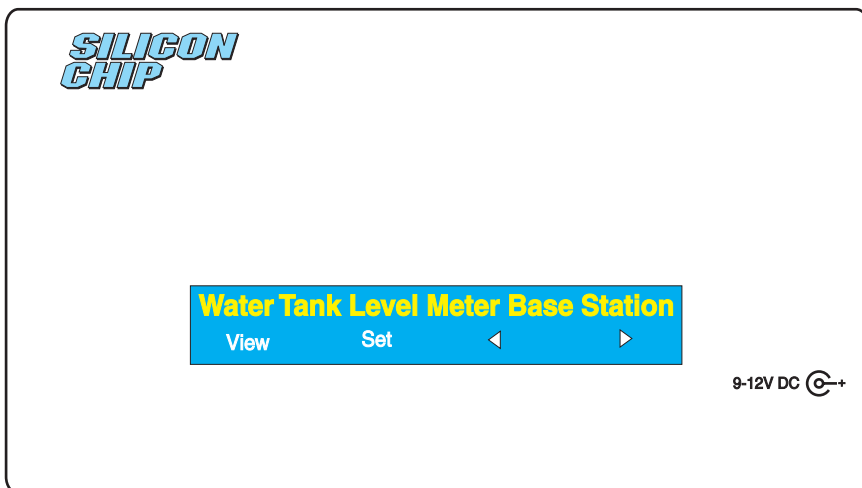 SILICON
CHIP
Water Tank Level Meter Base Station
View Set
9-12V DC +